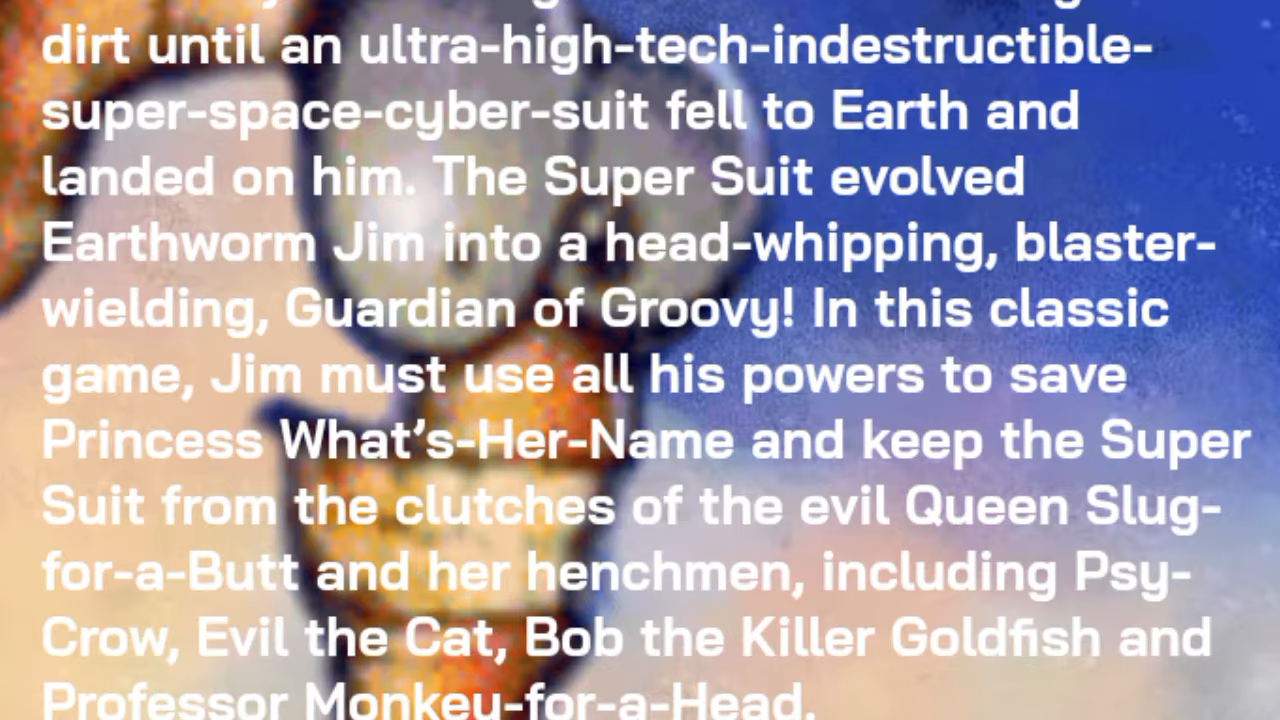 dirt until an ultra-high-tech-indestructible-
super-space-cyber-suit fell to Earth and
landed on him. The Super Suit evolved
Earthworm Jim into a head-whipping, blaster-
wielding, Guardian of Groovy! In this classic
game, Jim must use all his powers to save
Princess What’s-Her-Name and keep the Super
Suit from the clutches of the evil Queen Slug-
for-a-Butt and her henchmen, including Psy-
Crow, Evil the Cat, Bob the Killer Goldfish and
Professor Monkey-for-a-Head.